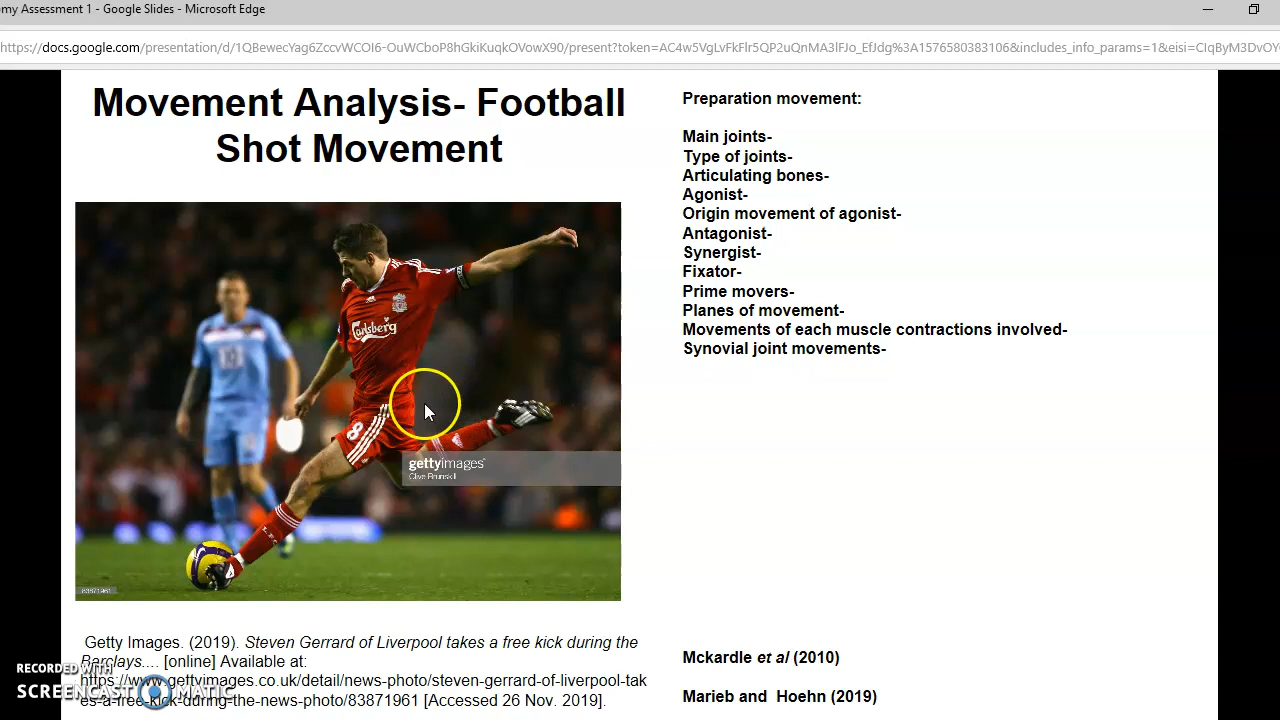 my Assessment 1 - Google Slides - Microsoft Edge
https://docs.google.com/presentation/d/1QBewecYag6ZccvWCOI6-OuWCboP8hGkiKuqkOVowX90/present?token=AC4w5VgLvFkFlr5QP2uQnMA3lFJo_EfJdg%3A1576580383106&includes_info_params=1&eisi=CIqByM3DvOY
Movement Analysis- Football
Shot Movement
Carlsberg
8
gettyimages®
Clive Brunskill
83871961
Getty Images. (2019). Steven Gerrard of Liverpool takes a free kick during the
Barclays.... [online] Available at:
https://www.gettyimages.co.uk/detail/news-photo/steven-gerrard-of-liverpool-tak
es-a-free-kick-during-the-news-photo/83871961 [Accessed 26 Nov. 2019].
Preparation movement:
Main joints-
Type of joints-
Articulating bones-
Agonist-
Origin movement of agonist-
Antagonist-
Synergist-
Fixator-
Prime movers-
Planes of movement-
Movements of each muscle contractions involved-
Synovial joint movements-
Mckardle et al (2010)
Marieb and Hoehn (2019)
RECORDED WITH
SCREENCAST MATIC